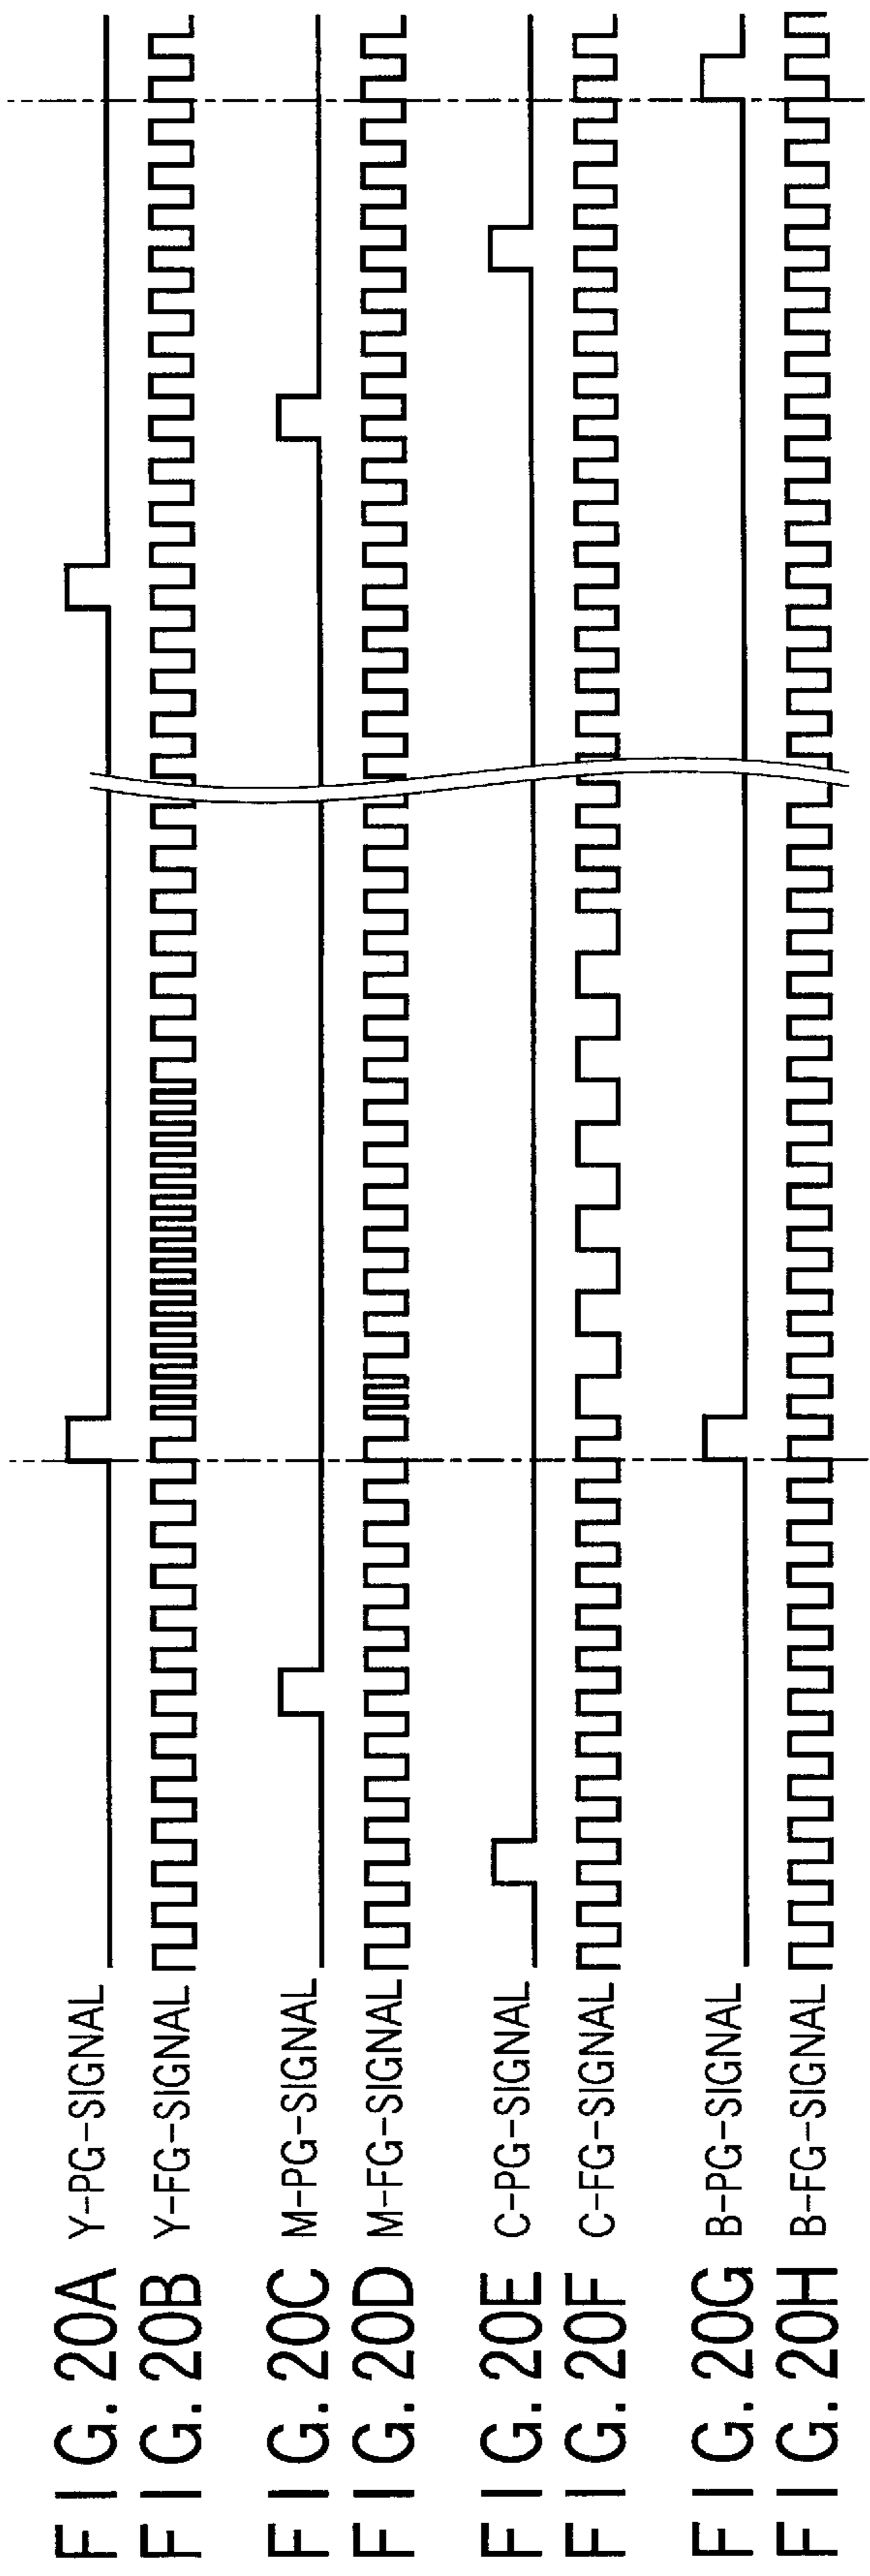 FIG. 20A Y-PG-SIGNAL
FIG. 20B Y-FG-SIGNAL
FIG. 20C M-PG-SIGNAL
FIG. 20D M-FG-SIGNAL
FIG. 20E C-PG-SIGNAL
FIG. 20F C-FG-SIGNAL
FIG. 20G B-PG-SIGNAL
FIG. 20H B-FG-SIGNAL